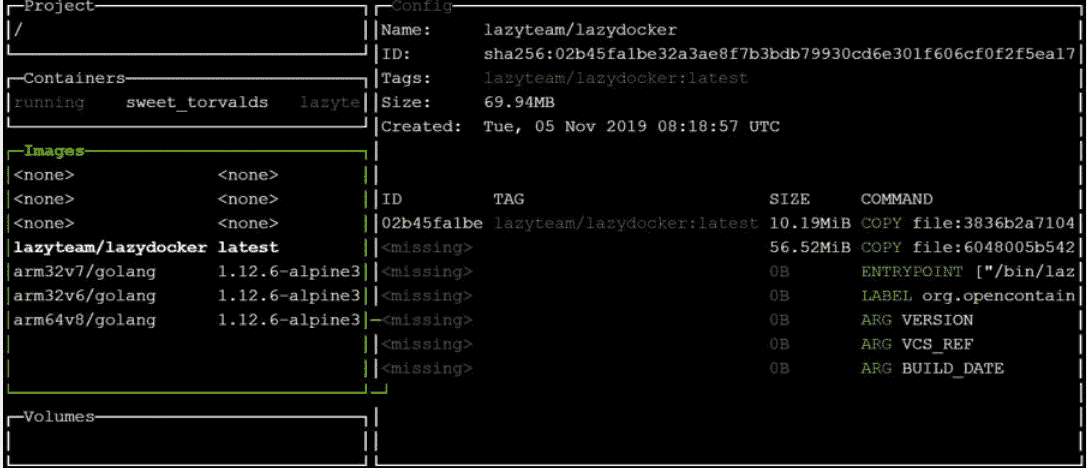 Project
/
Containers
running sweet_torvalds lazyte
Images
<none> <none>
<none> <none>
<none> <none>
lazyteam/lazydocker latest
arm32v7/golang 1.12.6-alpine3
arm32v6/golang 1.12.6-alpine3
arm64v8/golang 1.12.6-alpine3
Volumes
Config
Name: lazyteam/lazydocker
ID: sha256:02b45fa1be32a3ae8f7b3bdb79930cd6e301f606cf0f2f5ea17
Tags: lazyteam/lazydocker:latest
Size: 69.94MB
Created: Tue, 05 Nov 2019 08:18:57 UTC
ID TAG SIZE COMMAND
02b45fa1be lazyteam/lazydocker:latest 10.19MiB COPY file:3836b2a7104
<missing> 56.52MiB COPY file:6048005b542
<missing> 0B ENTRYPOINT ["/bin/laz
<missing> 0B LABEL org.opencontain
<missing> 0B ARG VERSION
<missing> 0B ARG VCS_REF
<missing> 0B ARG BUILD_DATE